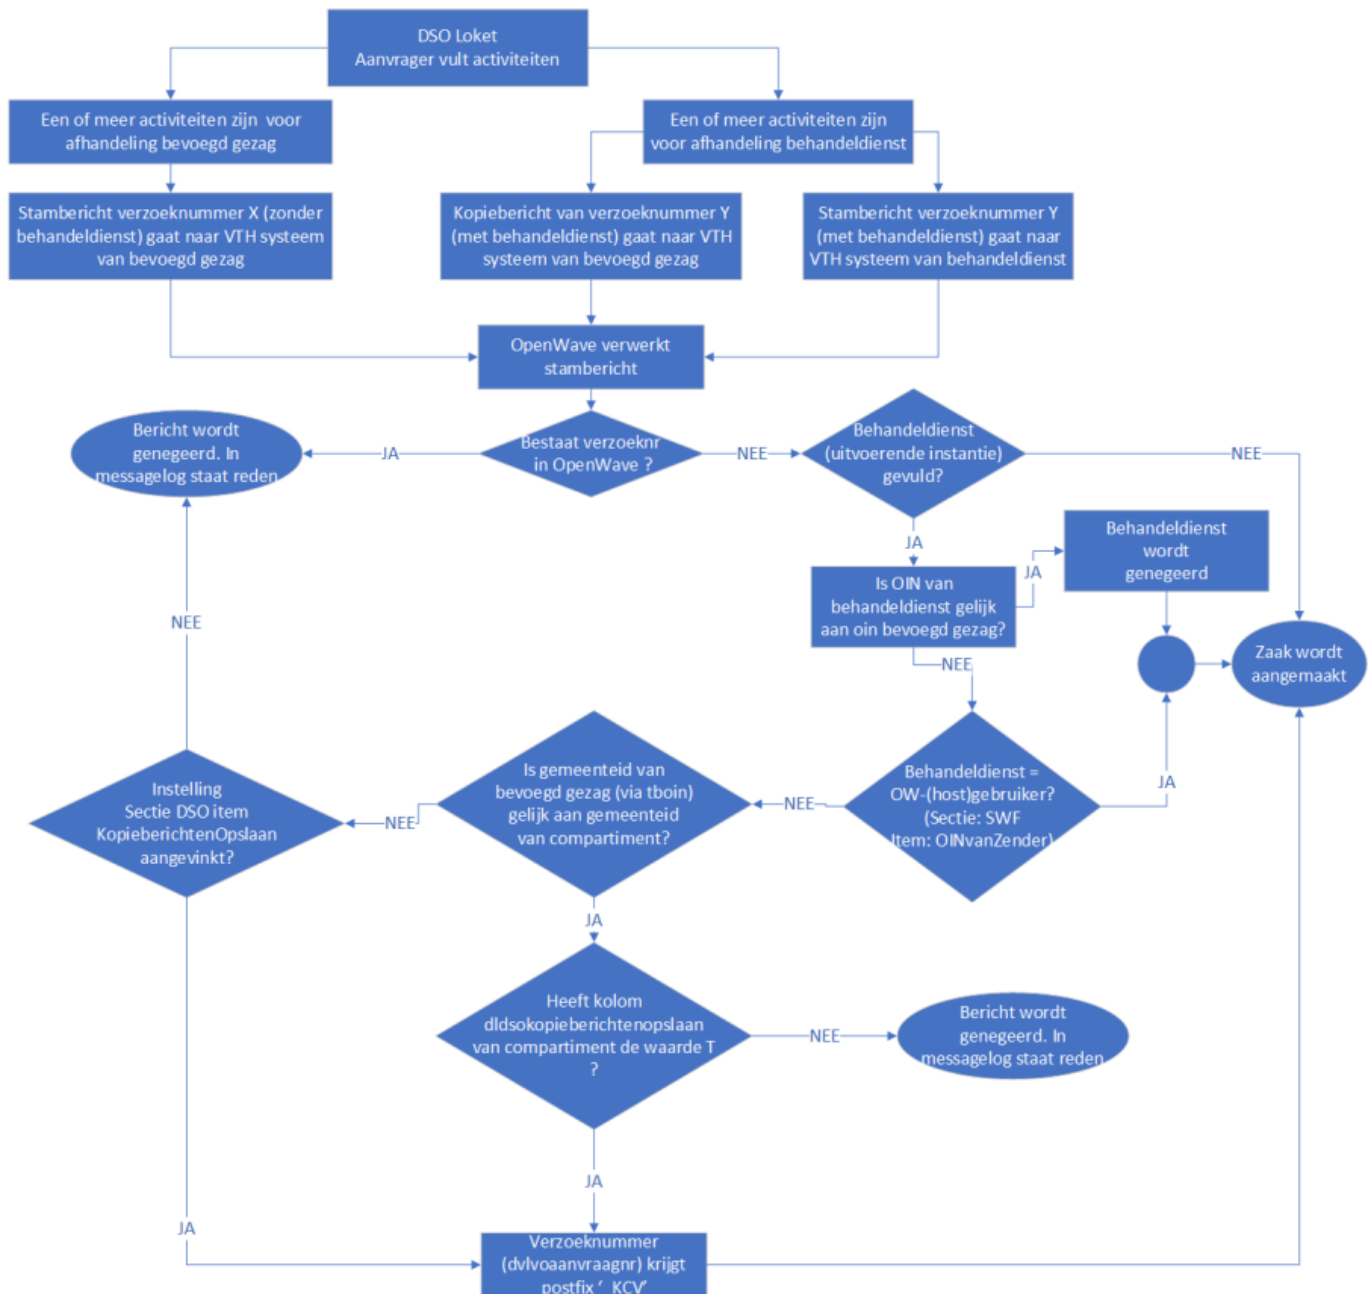 DSO Loket
Aanvrager vult activiteiten
Een of meer activiteiten zijn voor
afhandeling bevoegd gezag
Een of meer activiteiten zijn
voor afhandeling behandeldienst
Stambericht verzoeknummer X (zonder
behandeldienst) gaat naar VTH systeem
van bevoegd gezag
Kopiebericht van verzoeknummer Y
(met behandeldienst) gaat naar VTH
systeem van bevoegd gezag
Stambericht verzoeknummer Y
(met behandeldienst) gaat naar
VTH systeem van behandeldienst
OpenWave verwerkt
stambericht
Bericht wordt
genegeerd. In
messagelog staat reden
JA
Bestaat verzoeknr
in OpenWave ?
NEE
Behandeldienst
(uitvoerende instantie)
gevuld?
NEE
JA
Behandeldienst
wordt
genegeerd
JA
Is OIN van
behandeldienst gelijk
aan oin bevoegd gezag?
NEE
NEE
Zaak wordt
aangemaakt
Instelling
Sectie DSO item
KopieberichtenOpslaan
aangevinkt?
NEE
Is gemeenteid van
bevoegd gezag (via tboin)
gelijk aan gemeenteid
van compartiment?
NEE
Behandeldienst =
OW-(host)gebruiker?
(Sectie: SWF
Item: OINvanZender)
JA
JA
Heeft kolom
dldsokopieberichtenopslaan
van compartiment de waarde T
?
NEE
Bericht wordt
genegeerd. In
messagelog staat reden
JA
JA
Verzoeknummer
(dvlvoaanvraagnr) krijgt
postfix ‘_KCV’